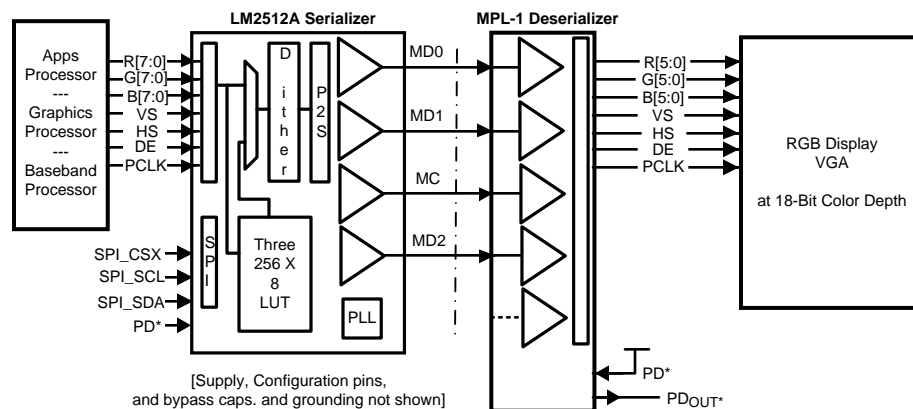 LM2512A Serializer
MPL-1 Deserializer
Apps
Processor
---
Graphics
Processor
---
Baseband
Processor
R[7:0]
G[7:0]
B[7:0]
VS
HS
DE
PCLK
SPI_CSX
SPI_SCL
SPI_SDA
PD*
S
P
I
D
i
t
h
e
r
P
2
S
Three
256 X
8
LUT
PLL
MD0
MD1
MC
MD2
R[5:0]
G[5:0]
B[5:0]
VS
HS
DE
PCLK
PD*
PDOUT*
RGB Display
VGA
at 18-Bit Color Depth
[Supply, Configuration pins,
and bypass caps. and grounding not shown]